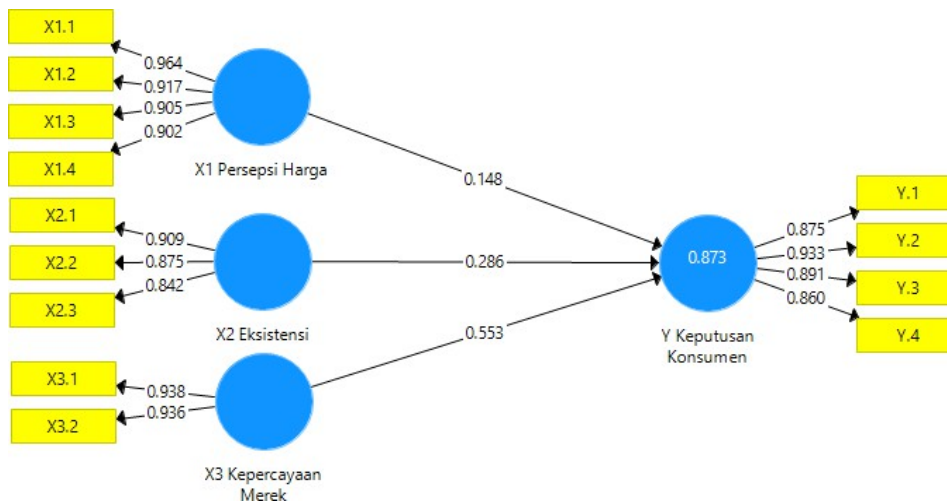 X1.1
X1.2
X1.3
X1.4
0.964
0.917
0.905
0.902
X1 Persepsi Harga
X2.1
X2.2
X2.3
0.909
0.875
0.842
X2 Eksistensi
X3.1
X3.2
0.938
0.936
X3 Kepercayaan
Merek
0.148
0.286
0.553
0.873
Y Keputusan
Konsumen
0.875
0.933
0.891
0.860
Y.1
Y.2
Y.3
Y.4